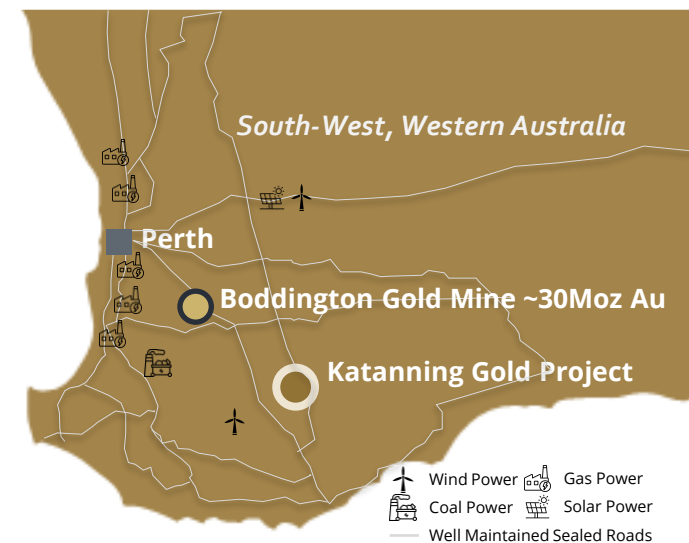 South-West, Western Australia
Perth
Boddington Gold Mine ~30Moz Au
Katanning Gold Project
Wind Power
Gas Power
Coal Power
Solar Power
Well Maintained Sealed Roads